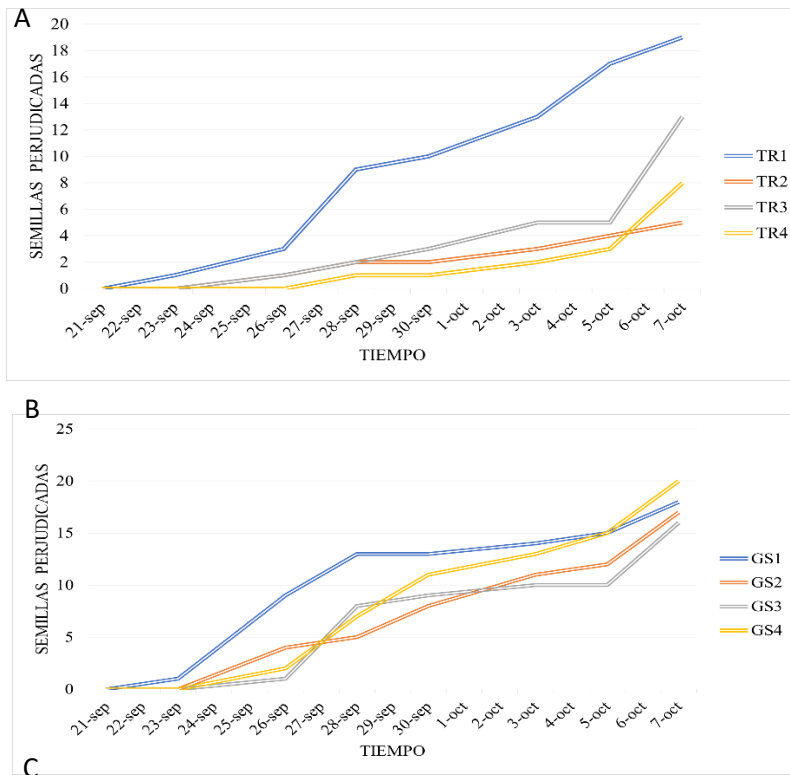 A
20
18
16
14
12
10
8
6
4
2
0
SEMILLAS PERJUDICADAS
21-sep
22-sep
23-sep
24-sep
25-sep
26-sep
27-sep
28-sep
29-sep
30-sep
1-oct
2-oct
3-oct
4-oct
5-oct
6-oct
7-oct
TIEMPO
TR1
TR2
TR3
TR4
B
25
20
15
10
5
0
SEMILLAS PERJUDICADAS
21-sep
22-sep
23-sep
24-sep
25-sep
26-sep
27-sep
28-sep
29-sep
30-sep
1-oct
2-oct
3-oct
4-oct
5-oct
6-oct
7-oct
TIEMPO
GS1
GS2
GS3
GS4
C